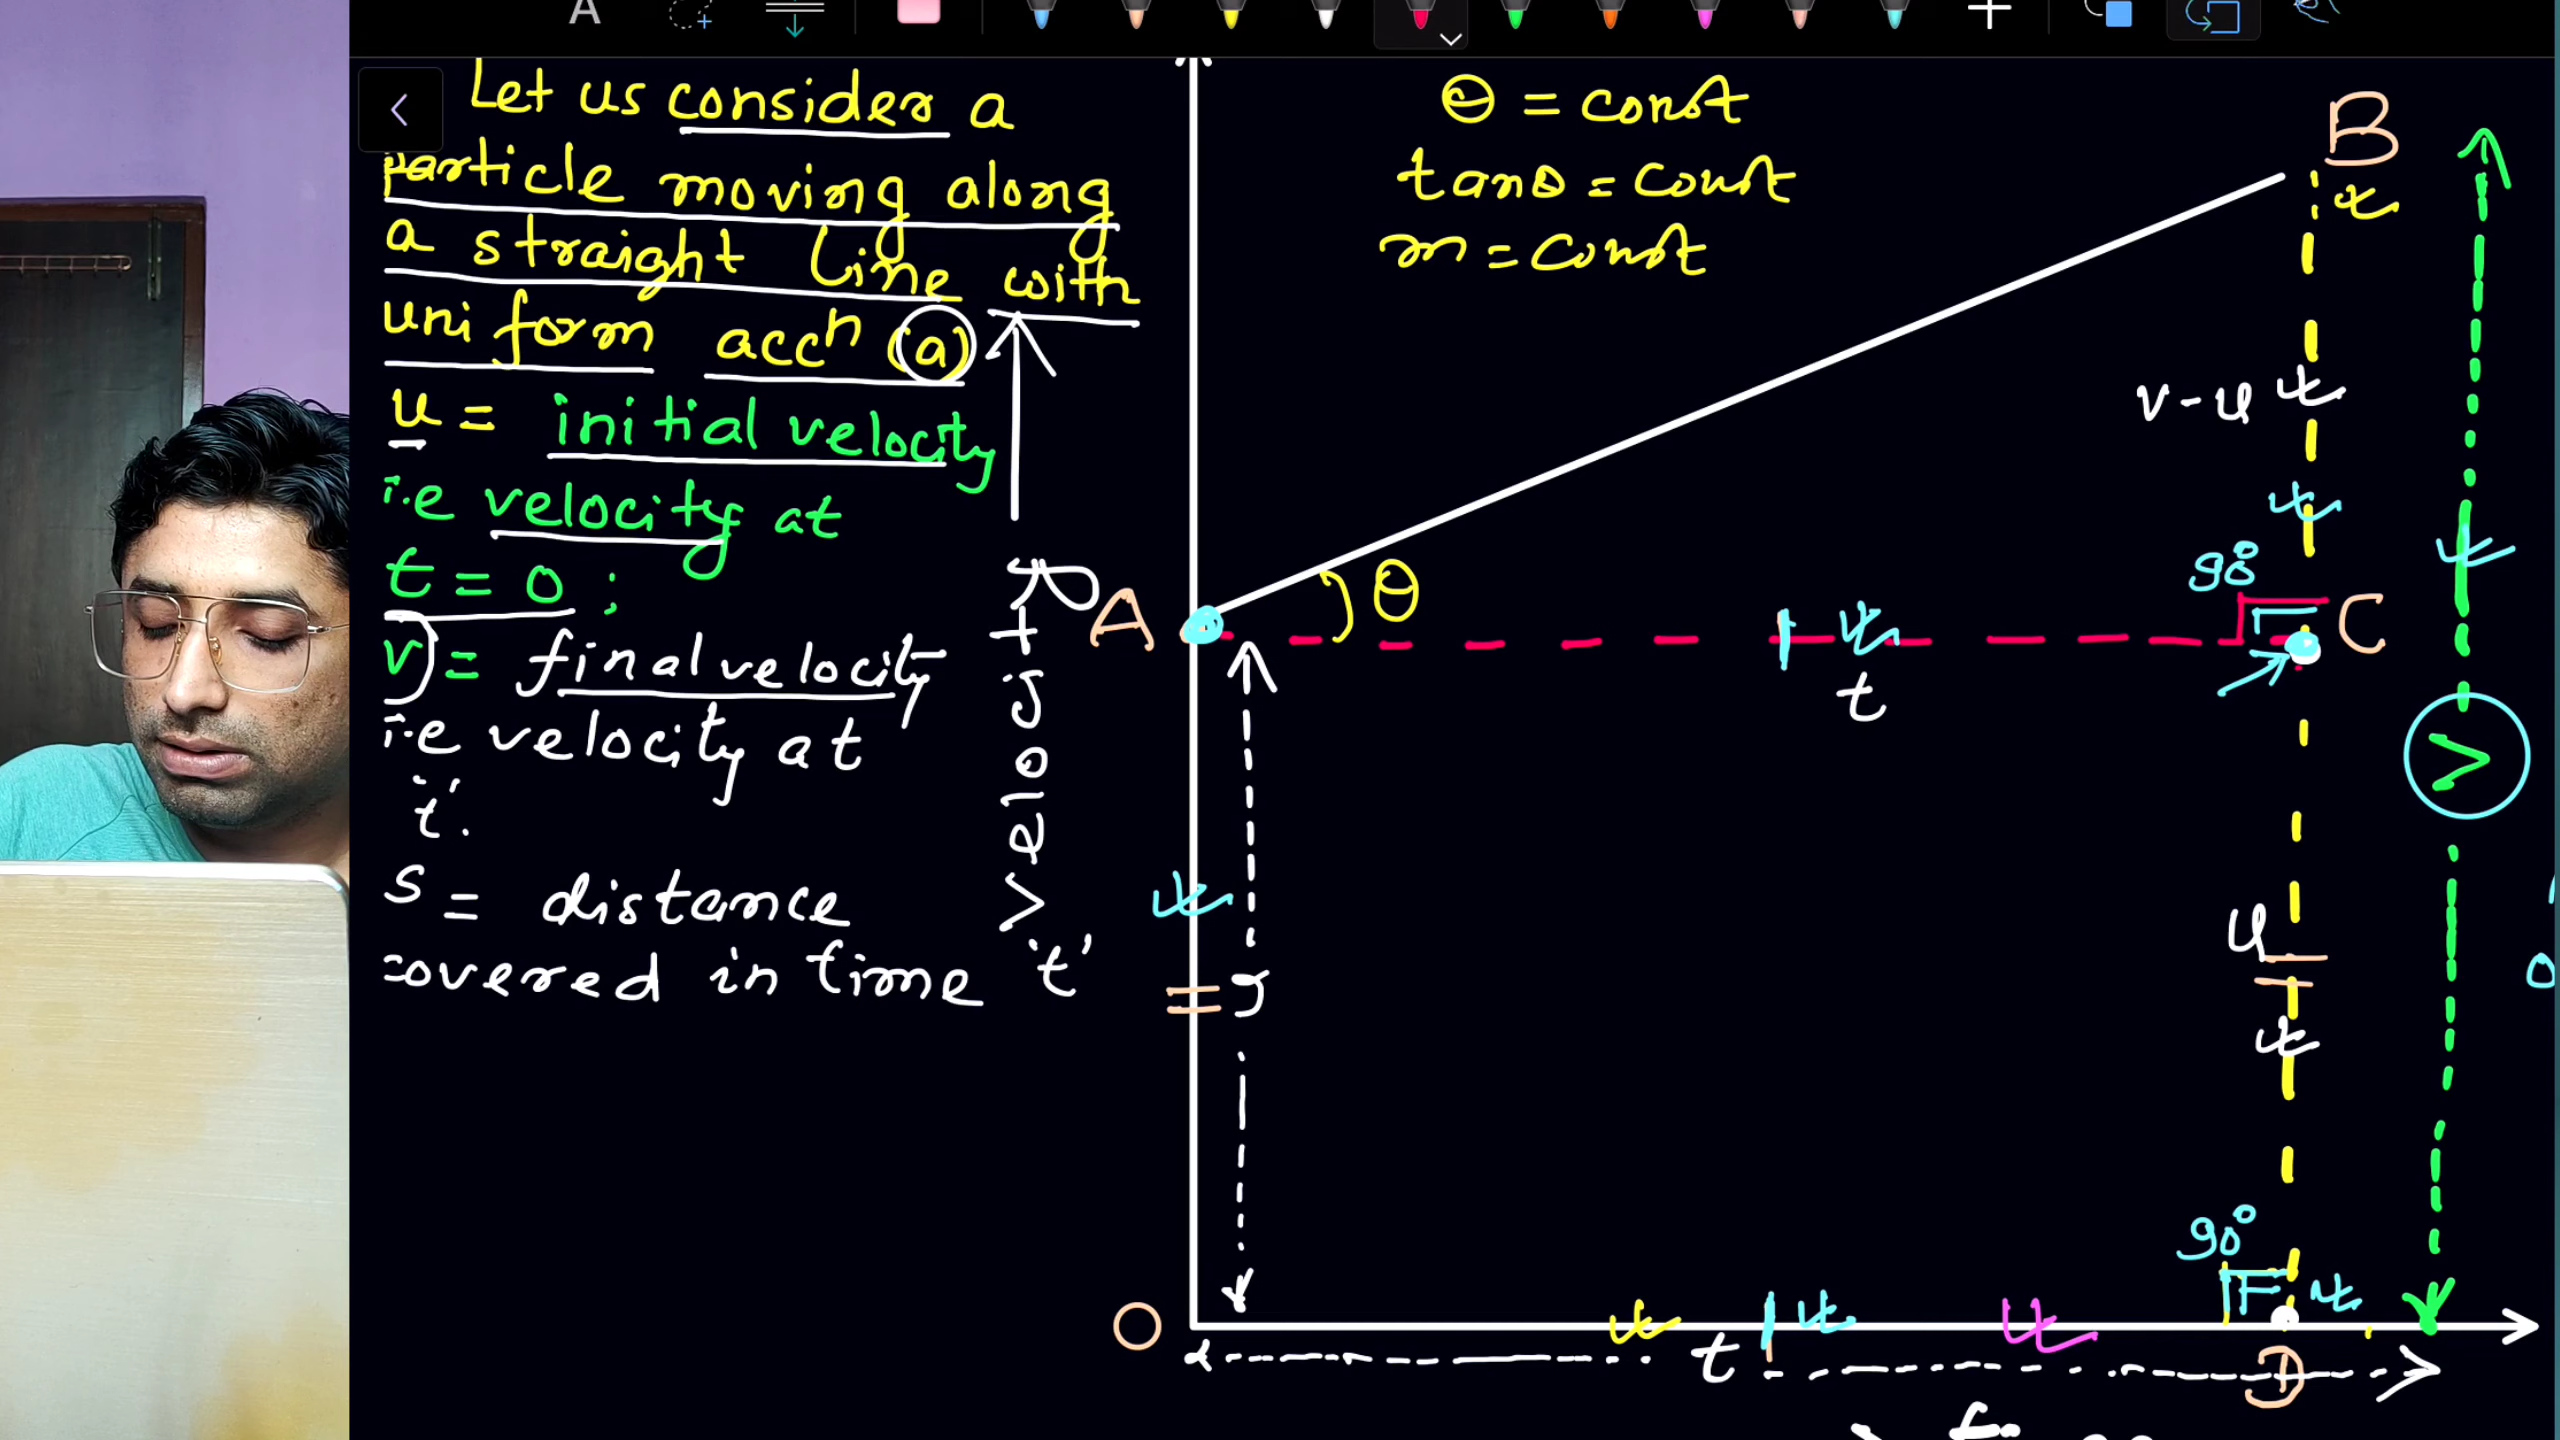 A
Let us consider a
particle moving along
a straight line with
uniform accⁿ (a)
u = initial velocity
i.e velocity at
t = 0 ;
v = final velocity
i.e velocity at
't'.
s = distance
covered in time 't'
velocity
θ = const
tanθ = const
m = const
B
v-u
90°
C
A
θ
t
v
u
u
90°
O
t
D